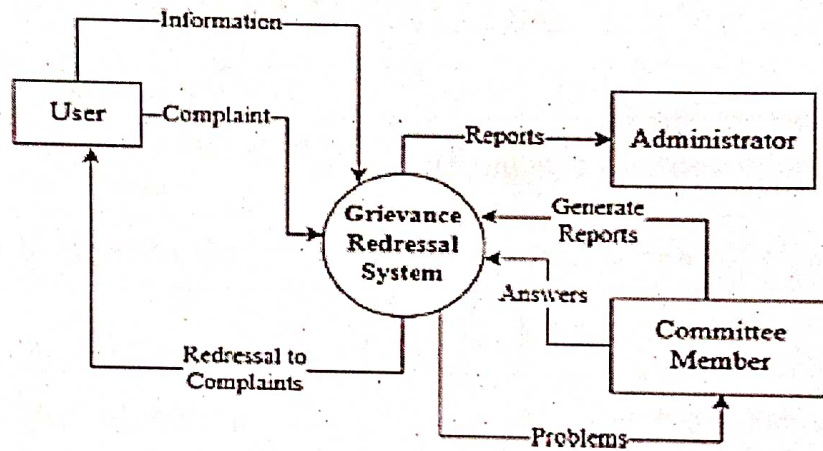 Information
User
Complaint
Reports
Administrator
Grievance
Redressal
System
Generate
Reports
Answers
Committee
Member
Redressal to
Complaints
Problems